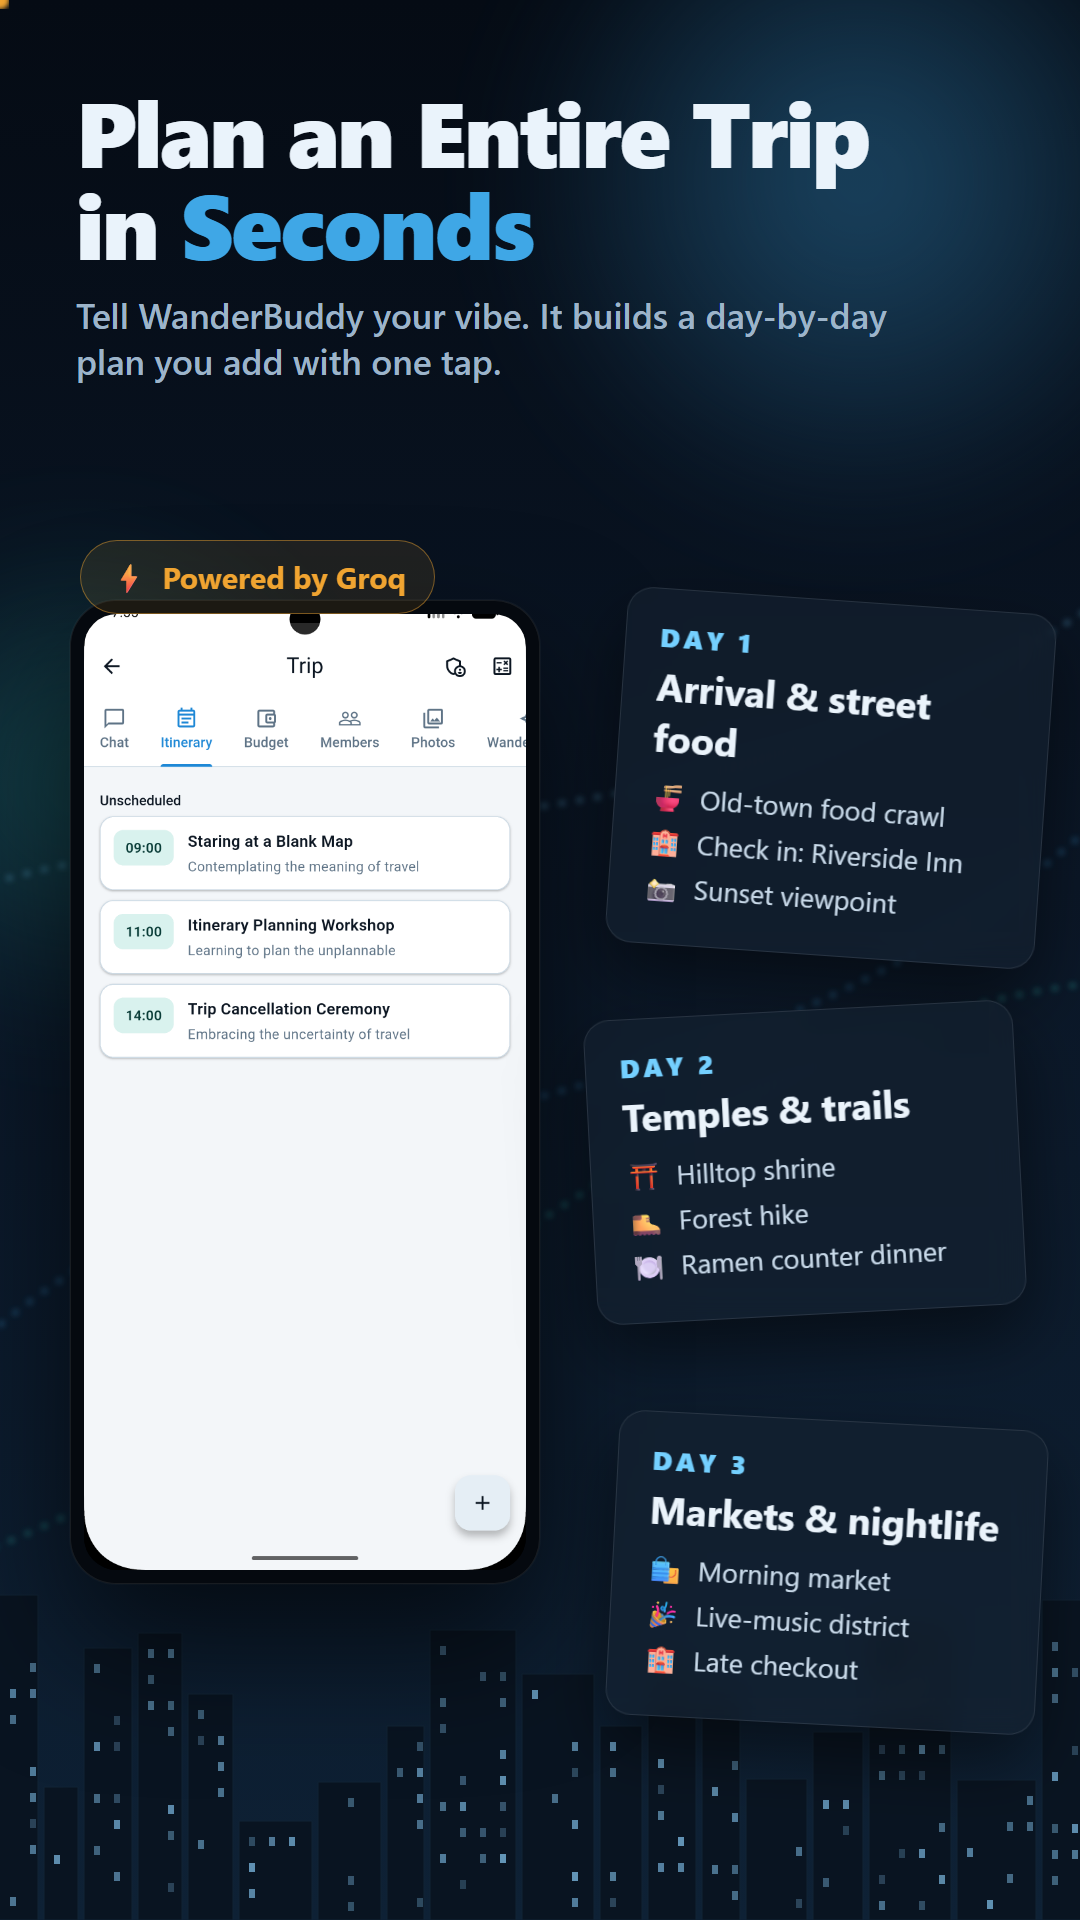 Plan an Entire Trip
in Seconds
Tell WanderBuddy your vibe. It builds a day-by-day
plan you add with one tap.
Powered by Groq
Trip
Chat
Itinerary
Budget
Members
Photos
Wande
Unscheduled
09:00
Staring at a Blank Map
Contemplating the meaning of travel
11:00
Itinerary Planning Workshop
Learning to plan the unplannable
14:00
Trip Cancellation Ceremony
Embracing the uncertainty of travel
+
DAY 1
Arrival & street
food
Old-town food crawl
Check in: Riverside Inn
Sunset viewpoint
DAY 2
Temples & trails
Hilltop shrine
Forest hike
Ramen counter dinner
DAY 3
Markets & nightlife
Morning market
Live-music district
Late checkout